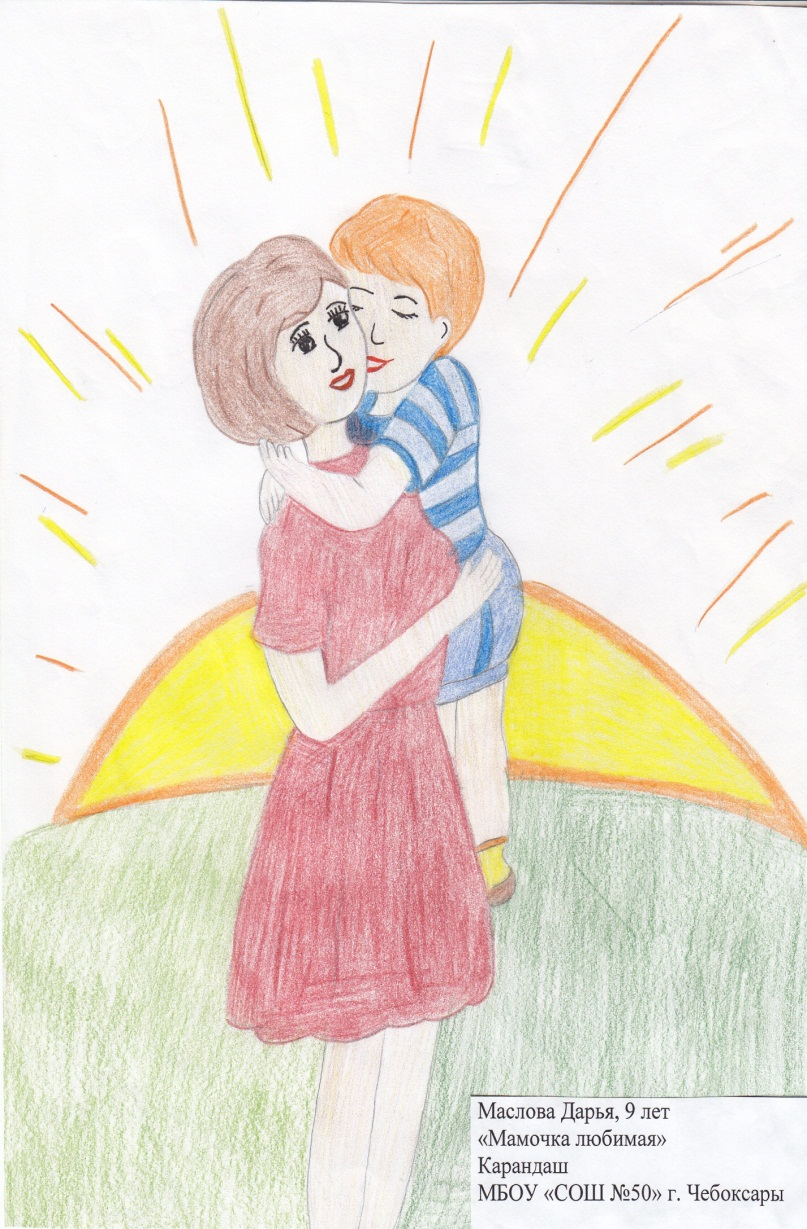 Маслова Дарья, 9 лет
«Мамочка любимая»
Карандаш
МБОУ «СОШ №50» г. Чебоксары